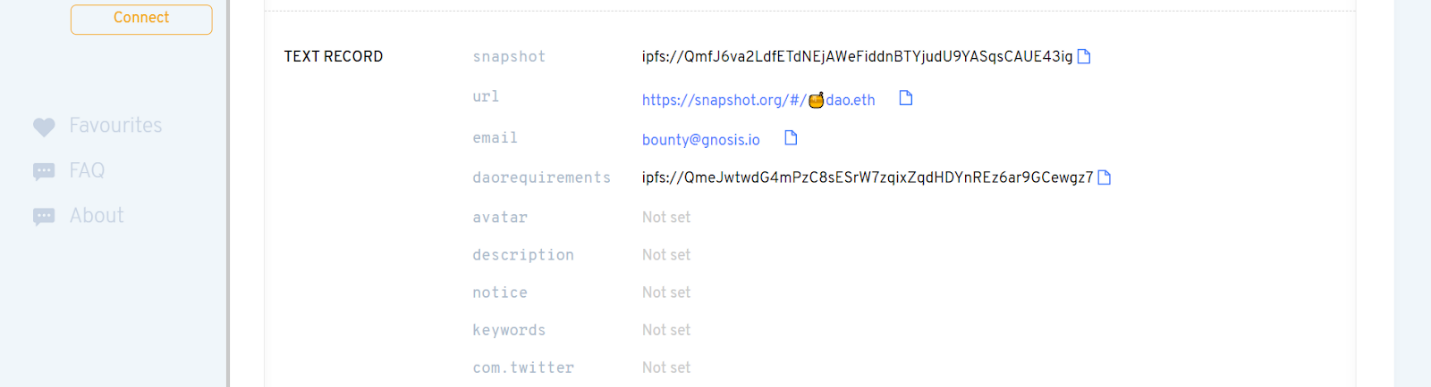 Connect
TEXT RECORD
snapshot ipfs://QmfJ6va2LdfETdNEjAWeFiddnBTYjudU9YASqsCAUE43ig
url https://snapshot.org/#/🍯dao.eth
email bounty@gnosis.io
Favourites
daorequirements ipfs://QmeJwtwdG4mPzC8sESrW7zqixZqdHDYnREz6ar9GCewgz7
FAQ
About
avatar Not set
description Not set
notice Not set
keywords Not set
com.twitter Not set